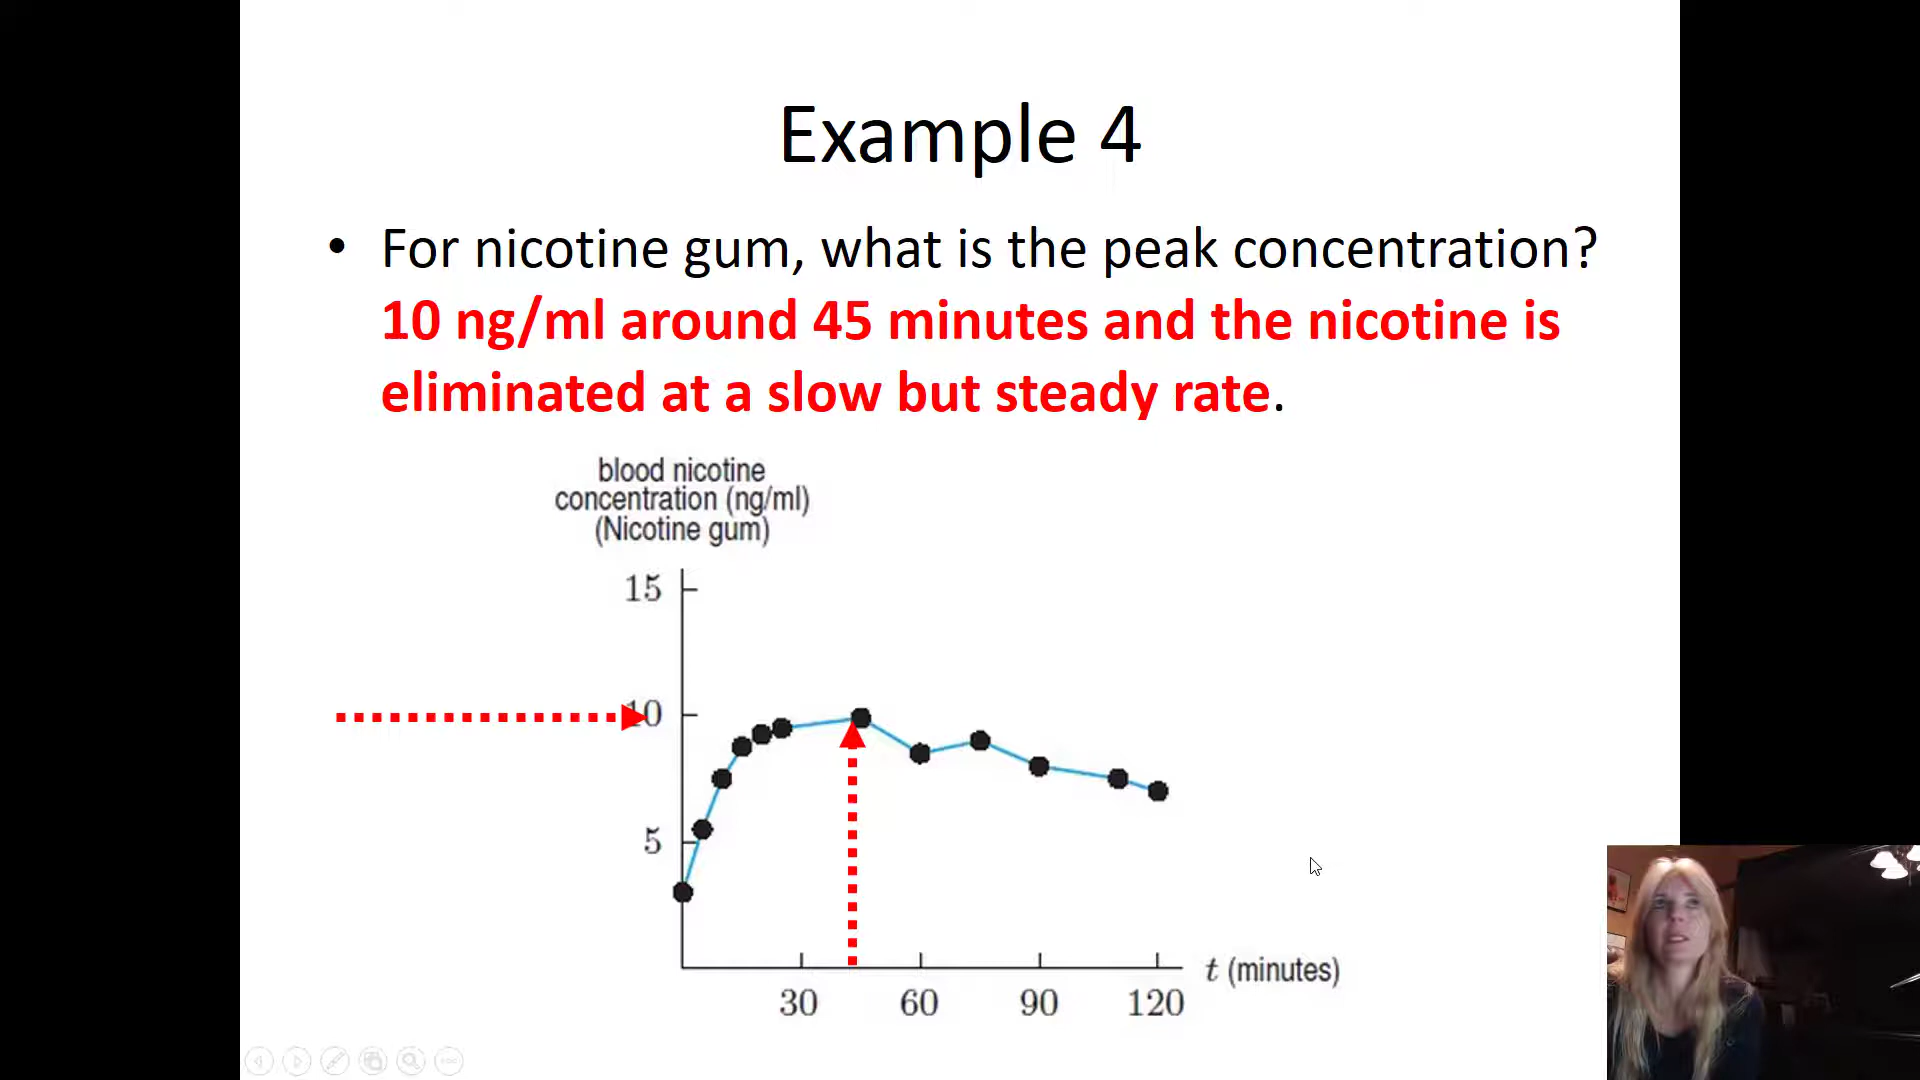 Example 4
• For nicotine gum, what is the peak concentration?
10 ng/ml around 45 minutes and the nicotine is
eliminated at a slow but steady rate.
blood nicotine
concentration (ng/ml)
(Nicotine gum)
15
10
5
t (minutes)
30 60 90 120